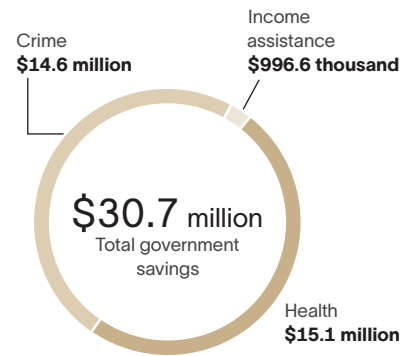 Income
assistance
$996.6 thousand
Crime
$14.6 million
$30.7 million
Total government
savings
Health
$15.1 million